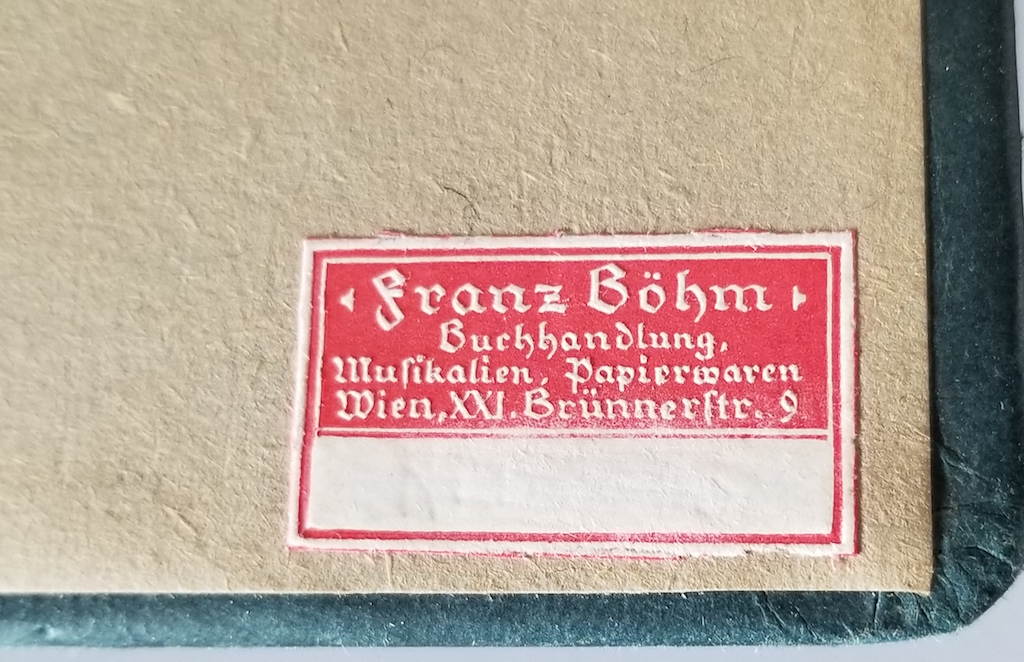 Franz Böhm
Buchhandlung,
Muſikalien, Papierwaren
Wien, XXI. Brünnerſtr. 9